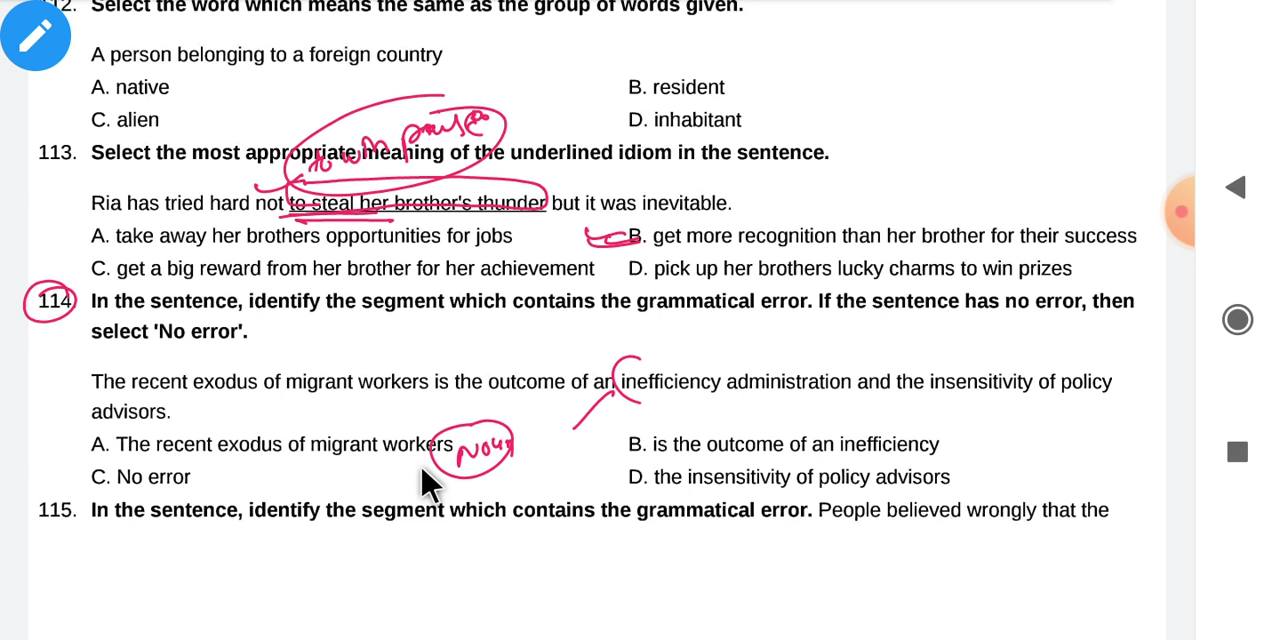 112. Select the word which means the same as the group of words given.
A person belonging to a foreign country
A. native B. resident
C. alien D. inhabitant
to win praise
113. Select the most appropriate meaning of the underlined idiom in the sentence.
Ria has tried hard not to steal her brother's thunder but it was inevitable.
A. take away her brothers opportunities for jobs B. get more recognition than her brother for their success
C. get a big reward from her brother for her achievement D. pick up her brothers lucky charms to win prizes
114. In the sentence, identify the segment which contains the grammatical error. If the sentence has no error, then
select 'No error'.
The recent exodus of migrant workers is the outcome of an inefficiency administration and the insensitivity of policy
advisors.
A. The recent exodus of migrant workers B. is the outcome of an inefficiency
Noun
C. No error D. the insensitivity of policy advisors
115. In the sentence, identify the segment which contains the grammatical error. People believed wrongly that the